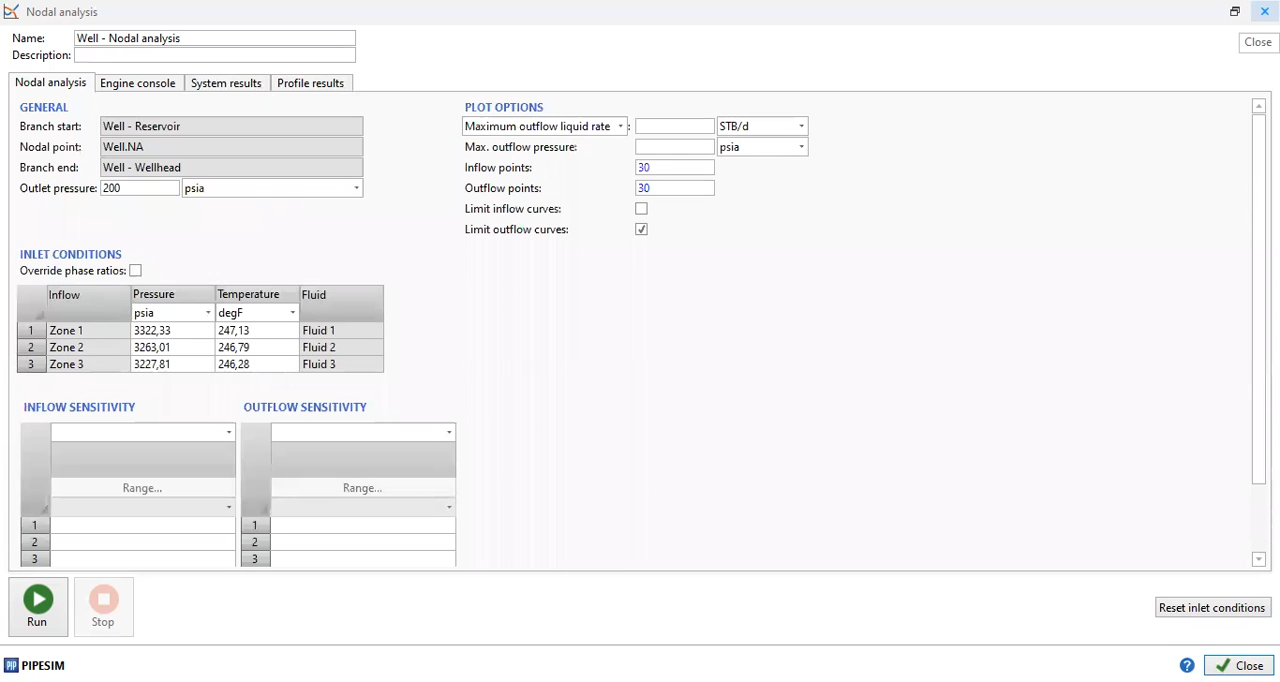 Nodal analysis
Name: Well - Nodal analysis
Close
Description:
Nodal analysis Engine console System results Profile results
GENERAL
Branch start: Well - Reservoir
Nodal point: Well.NA
Branch end: Well - Wellhead
Outlet pressure: 200 psia
PLOT OPTIONS
Maximum outflow liquid rate : STB/d
Max. outflow pressure: psia
Inflow points: 30
Outflow points: 30
Limit inflow curves:
Limit outflow curves:
INLET CONDITIONS
Override phase ratios:
Inflow Pressure Temperature Fluid
psia degF
1 Zone 1 3322,33 247,13 Fluid 1
2 Zone 2 3263,01 246,79 Fluid 2
3 Zone 3 3227,81 246,28 Fluid 3
INFLOW SENSITIVITY
Range...
1
2
3
OUTFLOW SENSITIVITY
Range...
1
2
3
Run Stop
Reset inlet conditions
PIP PIPESIM
? Close